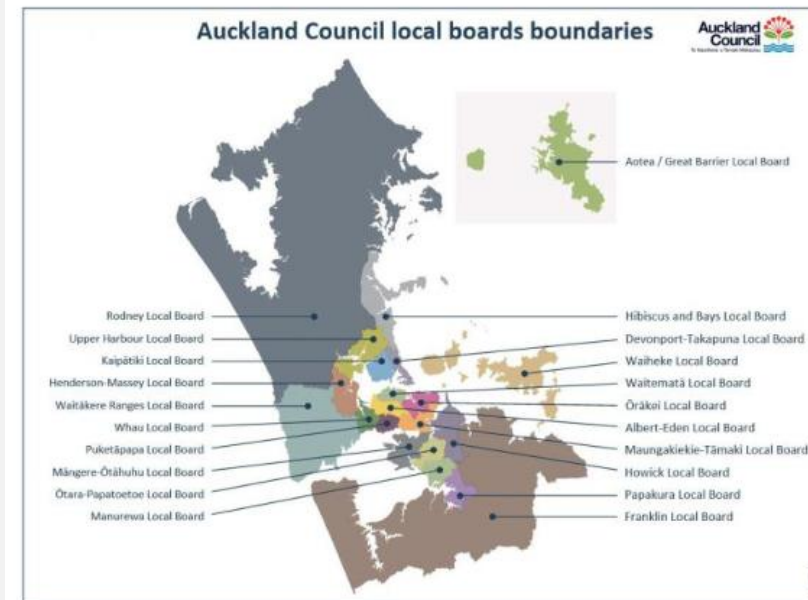 Auckland Council local boards boundaries
Auckland
Council
Te Kaunihera o Tāmaki Makaurau
Aotea / Great Barrier Local Board
Rodney Local Board
Upper Harbour Local Board
Kaipātiki Local Board
Henderson-Massey Local Board
Waitākere Ranges Local Board
Whau Local Board
Puketāpapa Local Board
Māngere-Ōtāhuhu Local Board
Ōtara-Papatoetoe Local Board
Manurewa Local Board
Hibiscus and Bays Local Board
Devonport-Takapuna Local Board
Waiheke Local Board
Waitematā Local Board
Ōrākei Local Board
Albert-Eden Local Board
Maungakiekie-Tāmaki Local Board
Howick Local Board
Papakura Local Board
Franklin Local Board